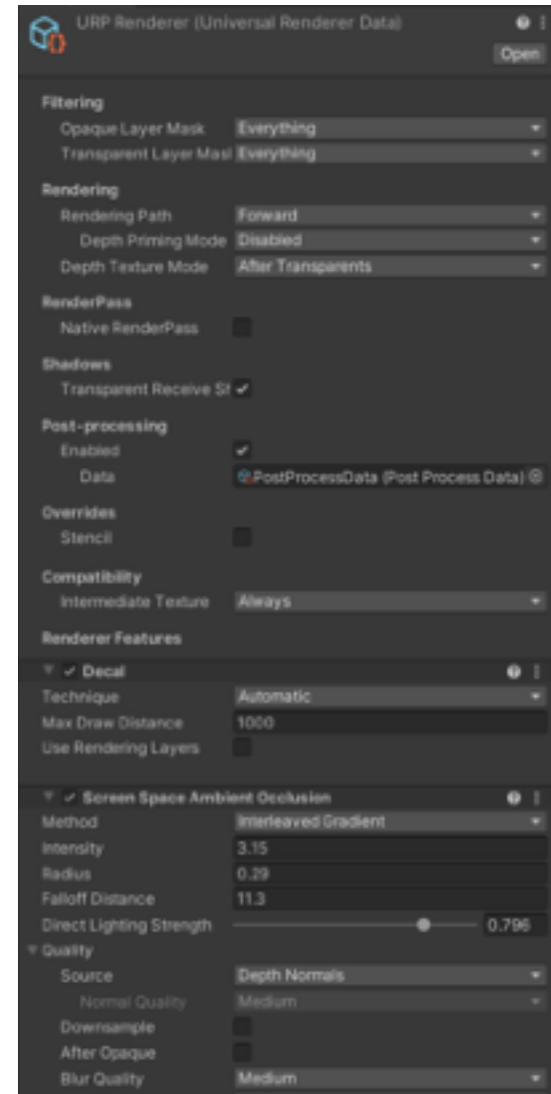 URP Renderer (Universal Renderer Data)
Open
Filtering
Opaque Layer Mask Everything
Transparent Layer Masl Everything
Rendering
Rendering Path Forward
Depth Priming Mode Disabled
Depth Texture Mode After Transparents
RenderPass
Native RenderPass
Shadows
Transparent Receive Sh
Post-processing
Enabled
Data PostProcessData (Post Process Data)
Overrides
Stencil
Compatibility
Intermediate Texture Always
Renderer Features
Decal
Technique Automatic
Max Draw Distance 1000
Use Rendering Layers
Screen Space Ambient Occlusion
Method Interleaved Gradient
Intensity 3.15
Radius 0.29
Falloff Distance 11.3
Direct Lighting Strength 0.796
Quality
Source Depth Normals
Normal Quality Medium
Downsample
After Opaque
Blur Quality Medium